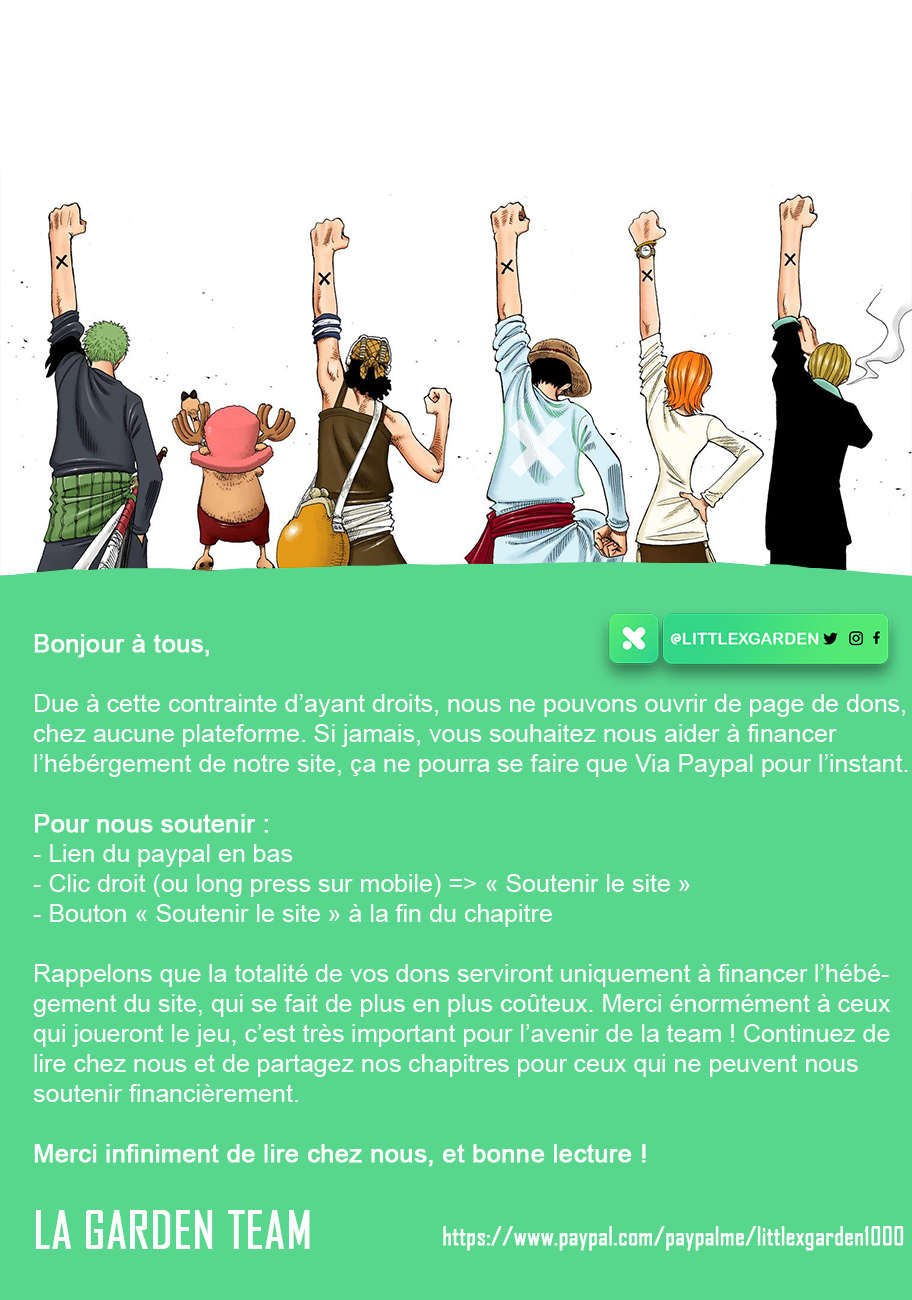 Bonjour à tous,
@LITTLEXGARDEN
Due à cette contrainte d’ayant droits, nous ne pouvons ouvrir de page de dons,
chez aucune plateforme. Si jamais, vous souhaitez nous aider à financer
l’hébérgement de notre site, ça ne pourra se faire que Via Paypal pour l’instant.
Pour nous soutenir :
- Lien du paypal en bas
- Clic droit (ou long press sur mobile) => « Soutenir le site »
- Bouton « Soutenir le site » à la fin du chapitre
Rappelons que la totalité de vos dons serviront uniquement à financer l’hébé-
gement du site, qui se fait de plus en plus coûteux. Merci énormément à ceux
qui joueront le jeu, c’est très important pour l’avenir de la team ! Continuez de
lire chez nous et de partagez nos chapitres pour ceux qui ne peuvent nous
soutenir financièrement.
Merci infiniment de lire chez nous, et bonne lecture !
LA GARDEN TEAM
https://www.paypal.com/paypalme/littlexgarden1000